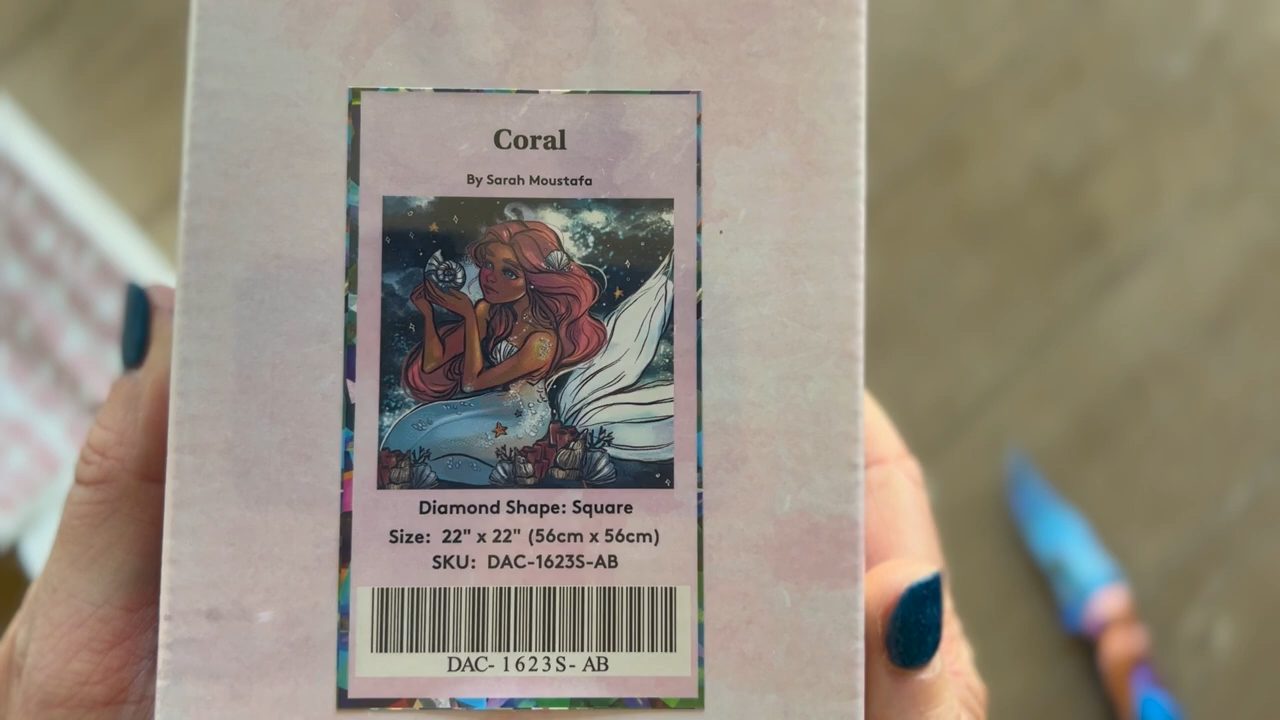 Coral
By Sarah Moustafa
Diamond Shape: Square
Size: 22" x 22" (56cm x 56cm)
SKU: DAC-1623S-AB
DAC- 1623S- AB